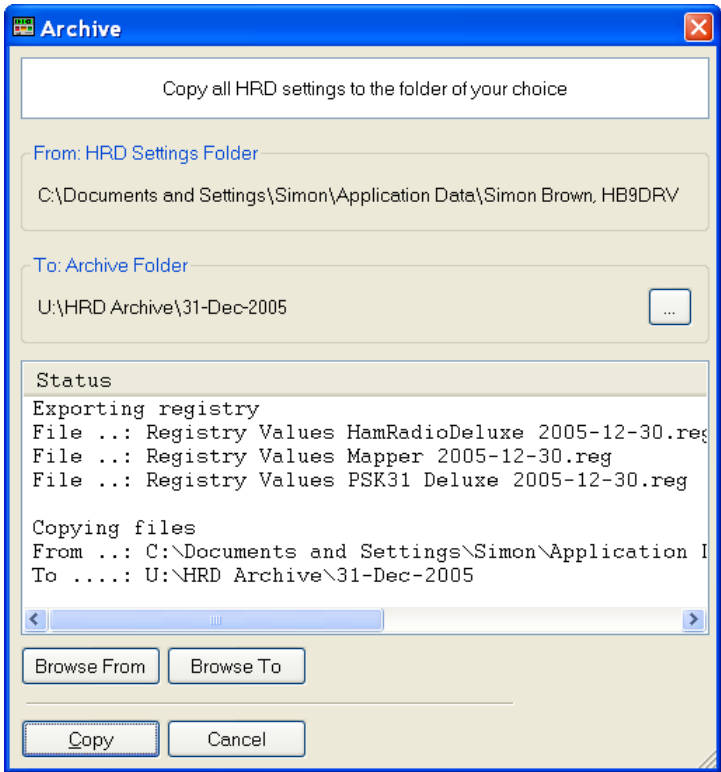 Archive
Copy all HRD settings to the folder of your choice
From: HRD Settings Folder
C:\Documents and Settings\Simon\Application Data\Simon Brown, HB9DRV
To: Archive Folder
U:\HRD Archive\31-Dec-2005
...
Status
Exporting registry
File ..: Registry Values HamRadioDeluxe 2005-12-30.reg
File ..: Registry Values Mapper 2005-12-30.reg
File ..: Registry Values PSK31 Deluxe 2005-12-30.reg
Copying files
From ..: C:\Documents and Settings\Simon\Application
To ....: U:\HRD Archive\31-Dec-2005
Browse From
Browse To
Copy
Cancel